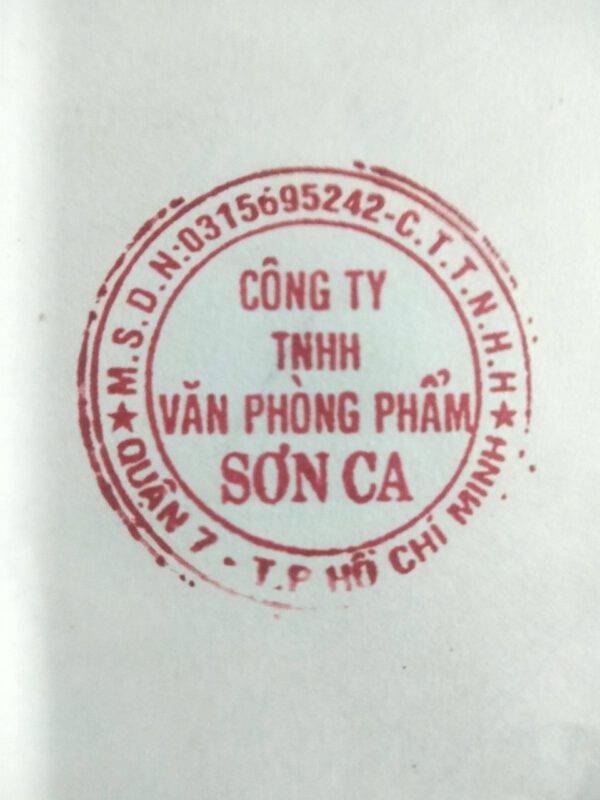 M.S.D.N:0315695242-C.T.T.N.H.H
CÔNG TY
TNHH
VĂN PHÒNG PHẨM
SƠN CA
★ QUẬN 7 - T.P HỒ CHÍ MINH ★